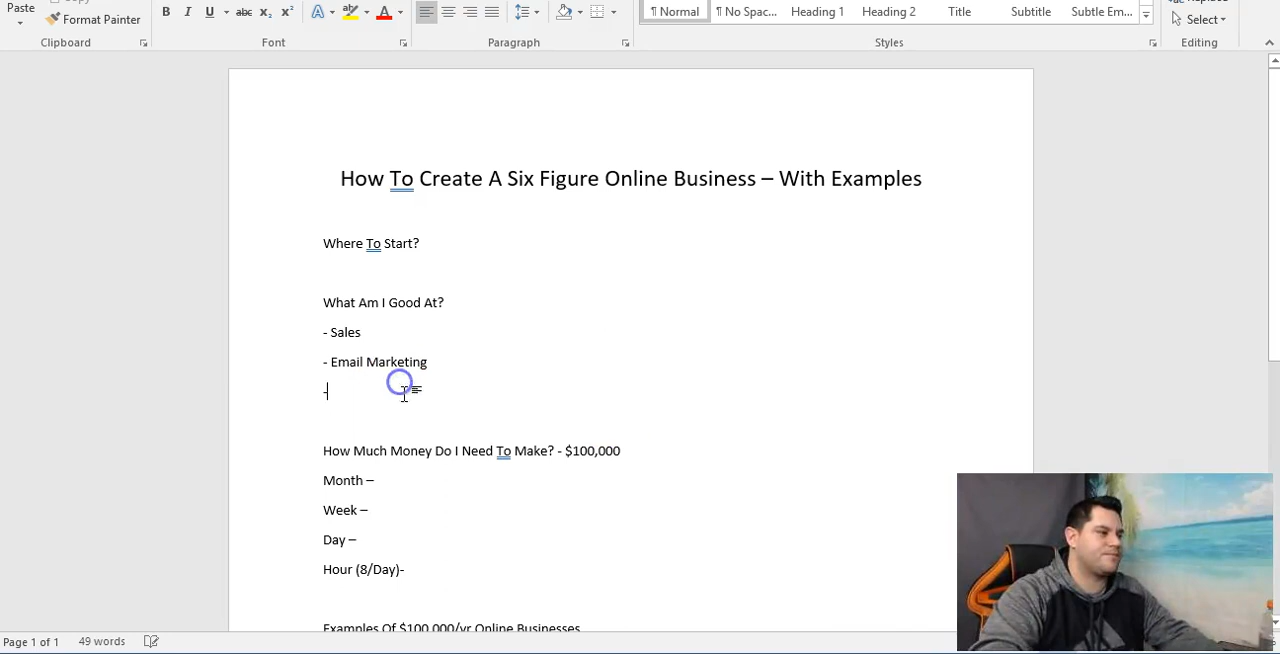 Paste
Format Painter
B I U abc x₂ x² A A
¶ Normal ¶ No Spac... Heading 1 Heading 2 Title Subtitle Subtle Em...
Select
Clipboard Font Paragraph Styles Editing
How To Create A Six Figure Online Business – With Examples
Where To Start?
What Am I Good At?
- Sales
- Email Marketing
-
How Much Money Do I Need To Make? - $100,000
Month –
Week –
Day –
Hour (8/Day)-
Examples Of $100,000/yr Online Businesses
Page 1 of 1 49 words